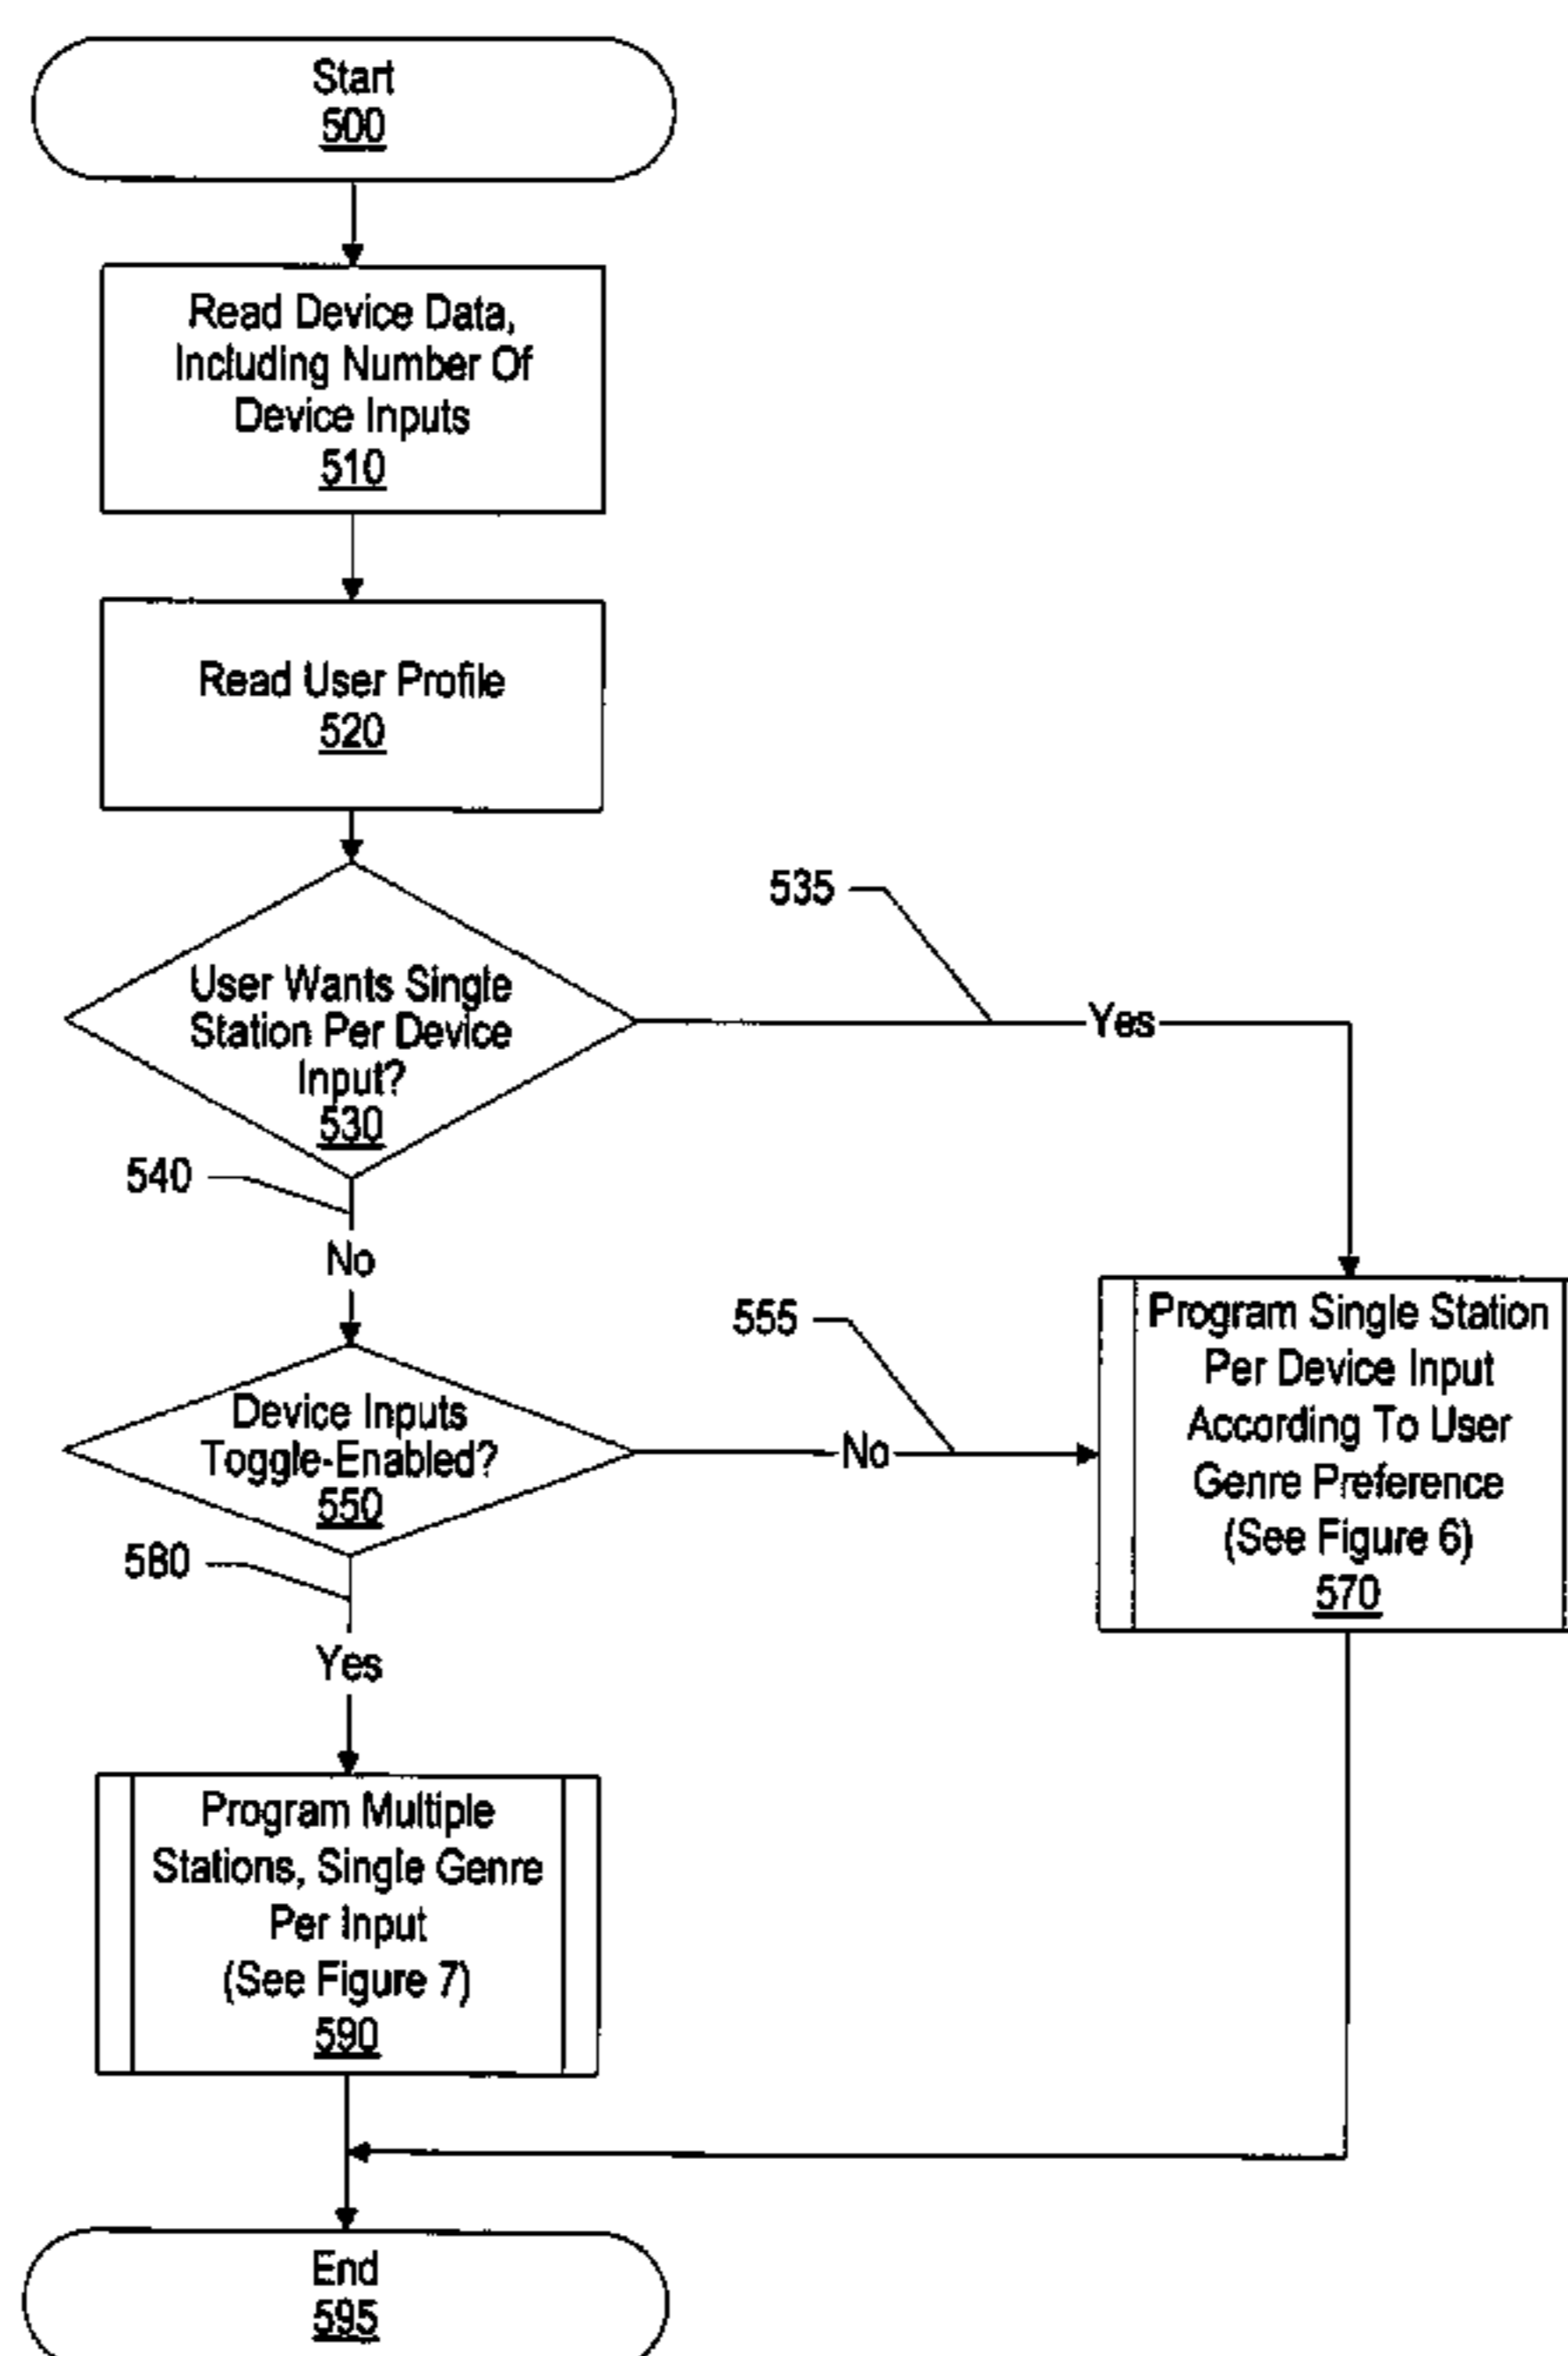 Start
500
Read Device Data,
Including Number Of
Device Inputs
510
Read User Profile
520
User Wants Single
Station Per Device
Input?
530
535
Yes
540
No
Device Inputs
Toggle-Enabled?
550
555
No
Program Single Station
Per Device Input
According To User
Genre Preference
(See Figure 6)
570
580
Yes
Program Multiple
Stations, Single Genre
Per Input
(See Figure 7)
590
End
595